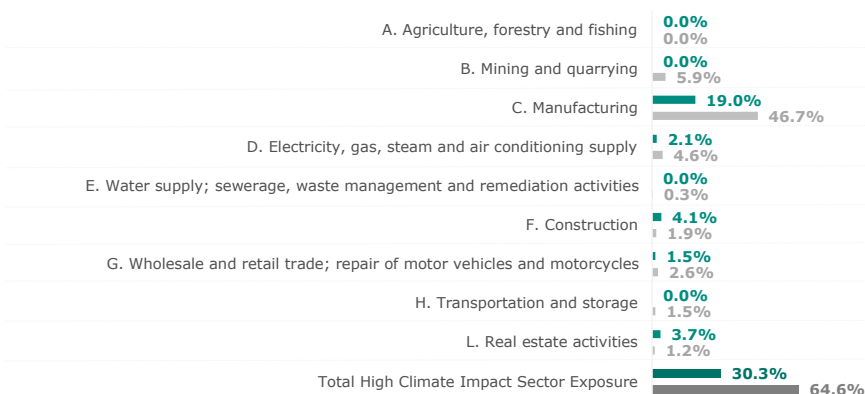 A. Agriculture, forestry and fishing 0.0%
0.0%
B. Mining and quarrying 0.0%
5.9%
C. Manufacturing 19.0%
46.7%
D. Electricity, gas, steam and air conditioning supply 2.1%
4.6%
E. Water supply; sewerage, waste management and remediation activities 0.0%
0.3%
F. Construction 4.1%
1.9%
G. Wholesale and retail trade; repair of motor vehicles and motorcycles 1.5%
2.6%
H. Transportation and storage 0.0%
1.5%
L. Real estate activities 3.7%
1.2%
Total High Climate Impact Sector Exposure 30.3%
64.6%